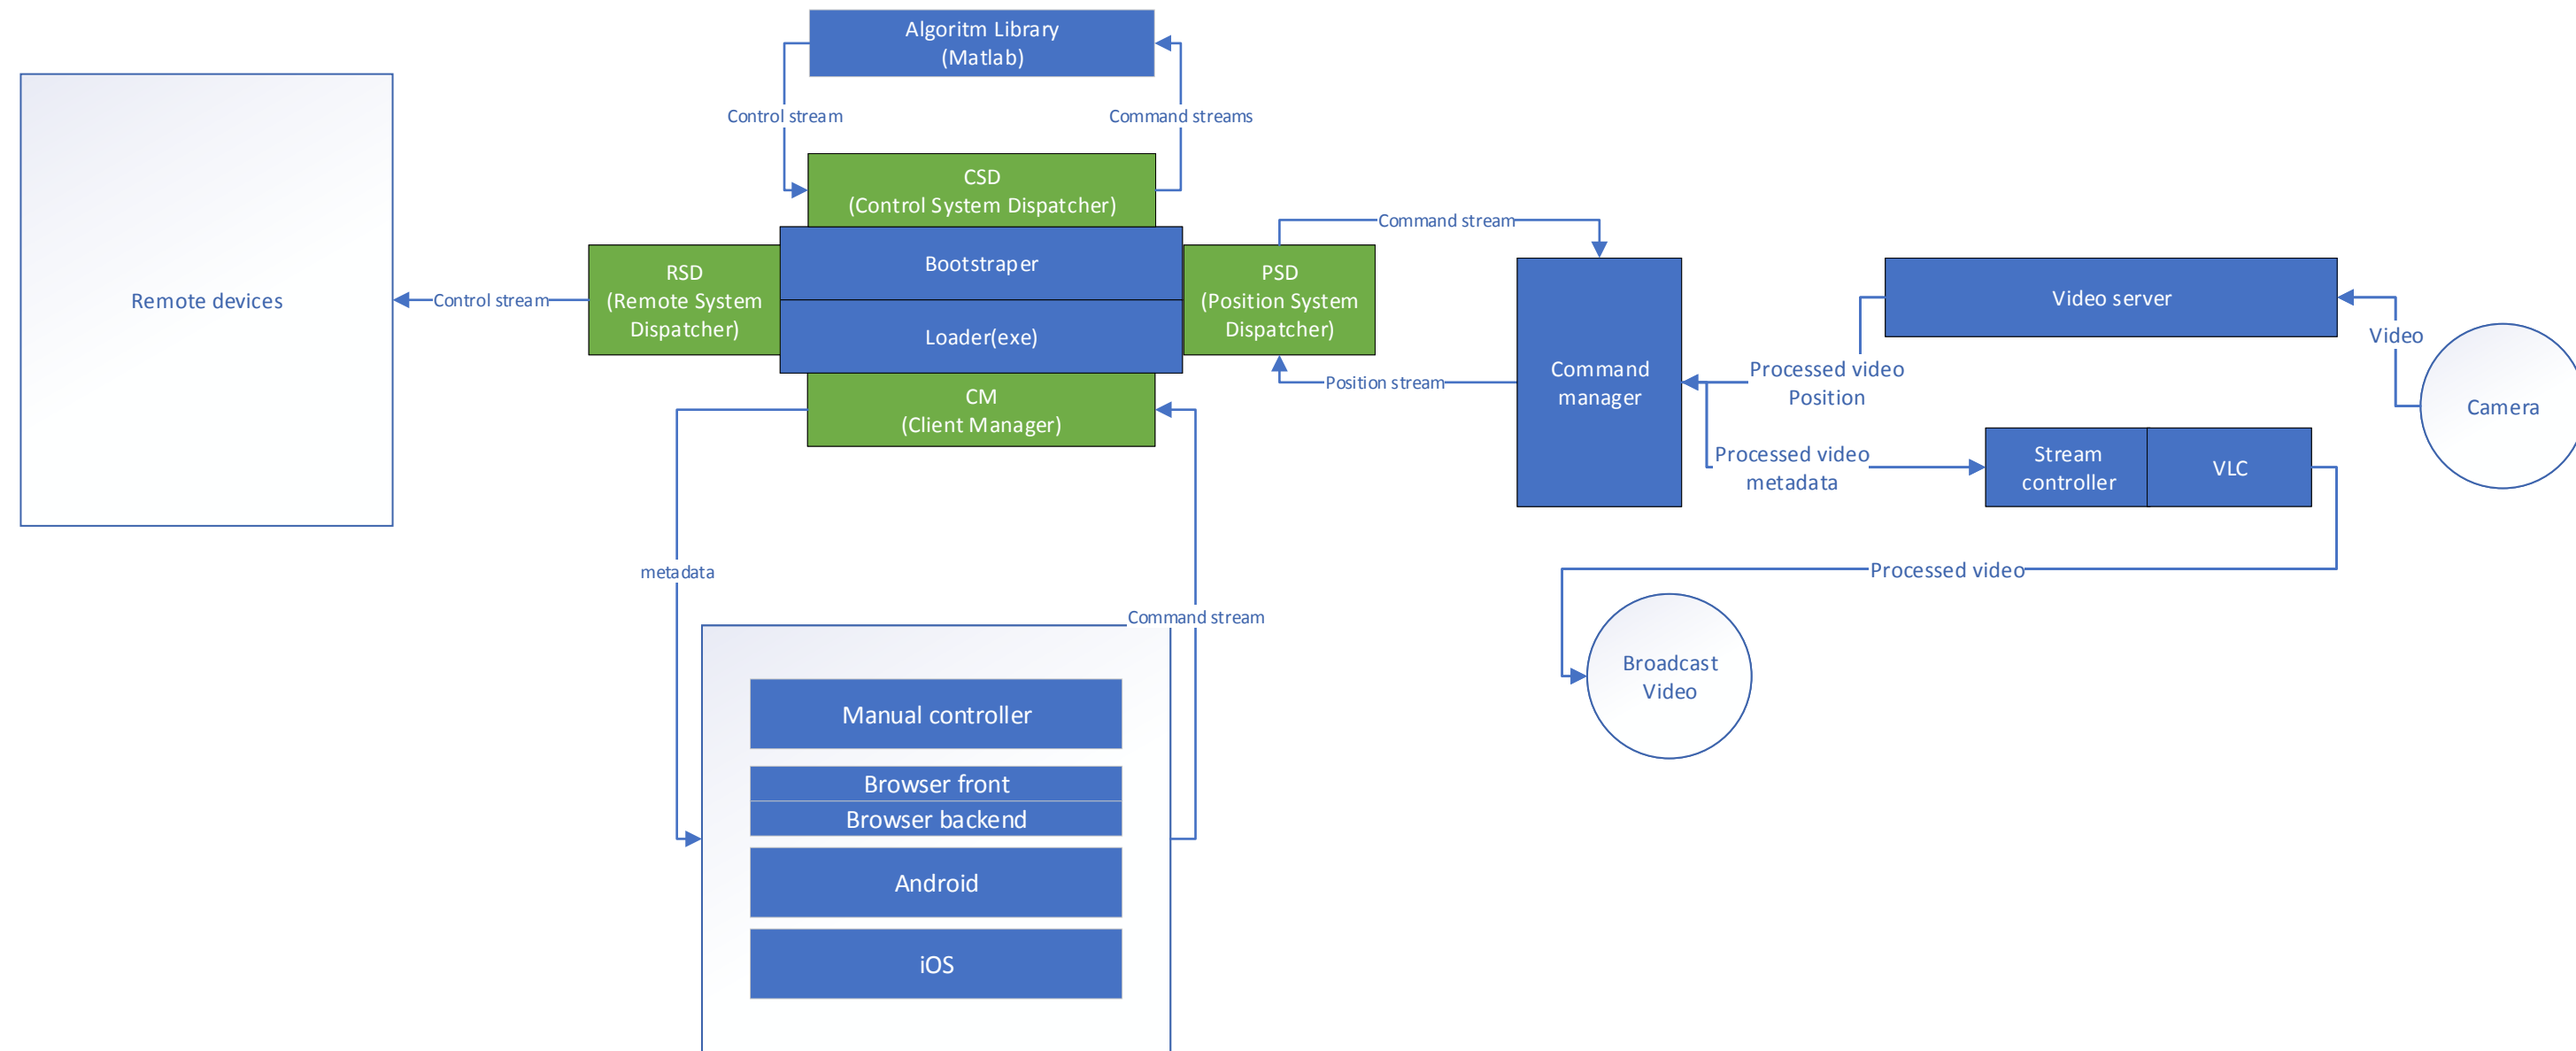 Algoritm Library
(Matlab)
Control stream
Command streams
CSD
(Control System Dispatcher)
Command stream
Remote devices
Control stream
RSD
(Remote System
Dispatcher)
Bootstraper
Loader(exe)
PSD
(Position System
Dispatcher)
Position stream
CM
(Client Manager)
Command
manager
Video server
Video
Camera
Processed video
Position
Processed video
metadata
Stream
controller
VLC
Processed video
Broadcast
Video
metadata
Command stream
Manual controller
Browser front
Browser backend
Android
iOS